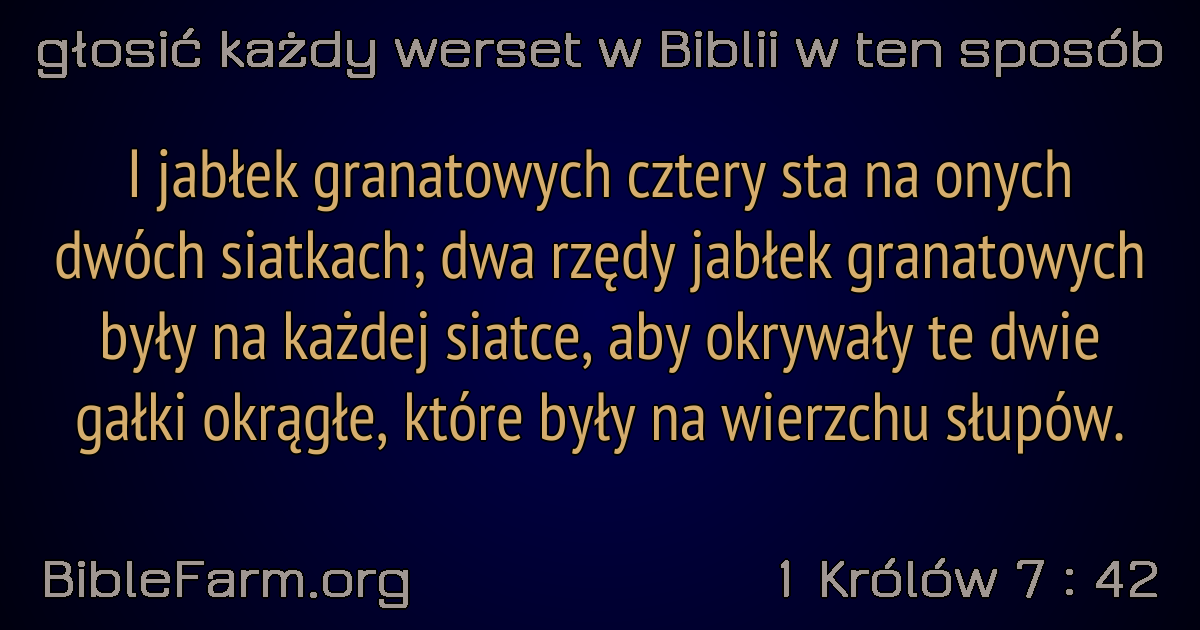 głosić każdy werset w Biblii w ten sposób
I jabłek granatowych cztery sta na onych
dwóch siatkach; dwa rzędy jabłek granatowych
były na każdej siatce, aby okrywały te dwie
gałki okrągłe, które były na wierzchu słupów.
BibleFarm.org
1 Królów 7 : 42